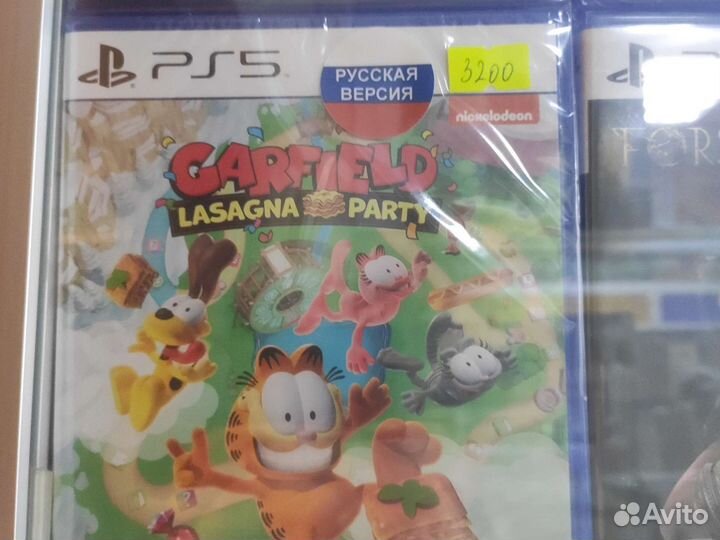 PS5
РУССКАЯ
ВЕРСИЯ
3200
nickelodeon
GARFIELD
LASAGNA PARTY
FOR
Avito